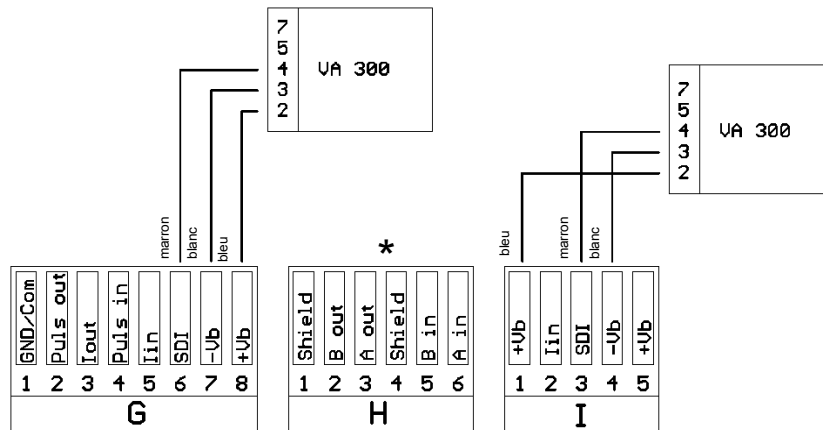 7
5
4
3
2
VA 300
7
5
4
3
2
VA 300
marron
blanc
bleu
*
bleu
marron
blanc
GND/Com
Puls out
Iout
Puls in
Iin
SDI
-Vb
+Vb
1 2 3 4 5 6 7 8
G
Shield
B out
A out
Shield
B in
A in
1 2 3 4 5 6
H
+Vb
Iin
SDI
-Vb
+Vb
1 2 3 4 5
I